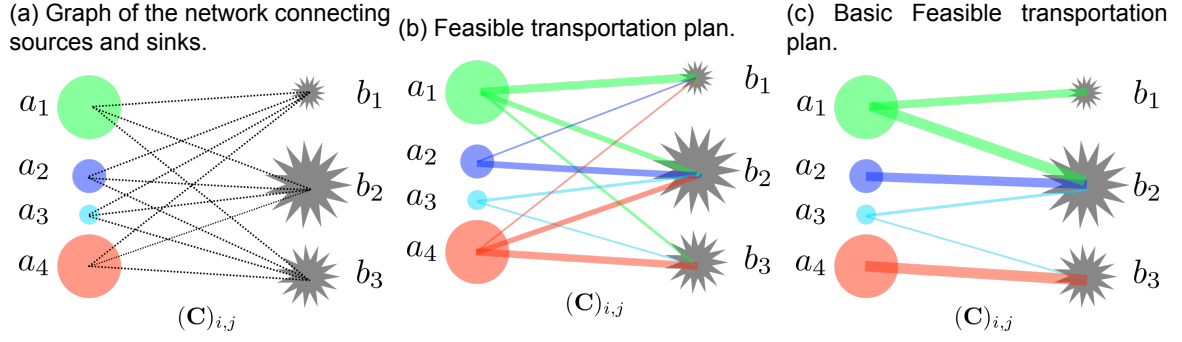 (a) Graph of the network connecting
sources and sinks.
a1
a2
a3
a4
b1
b2
b3
(C)i,j
(b) Feasible transportation plan.
a1
a2
a3
a4
b1
b2
b3
(C)i,j
(c) Basic Feasible transportation
plan.
a1
a2
a3
a4
b1
b2
b3
(C)i,j